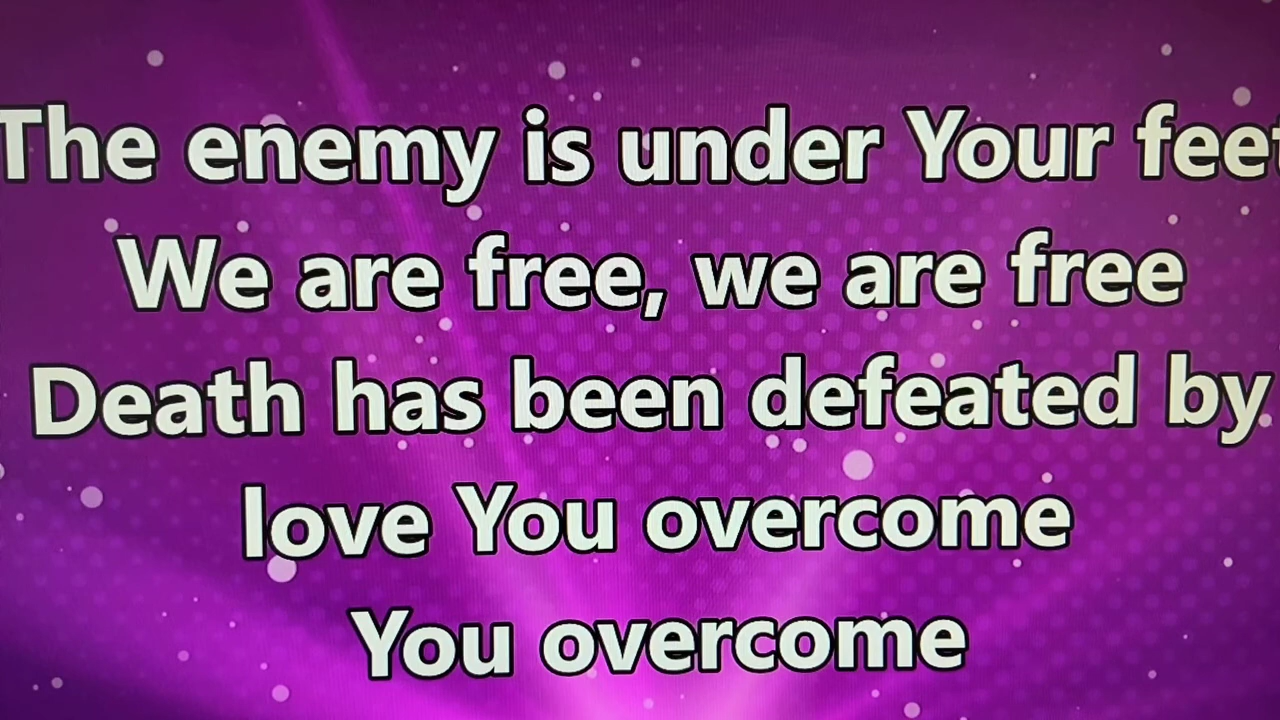 The enemy is under Your feet
We are free, we are free
Death has been defeated by
love You overcome
You overcome